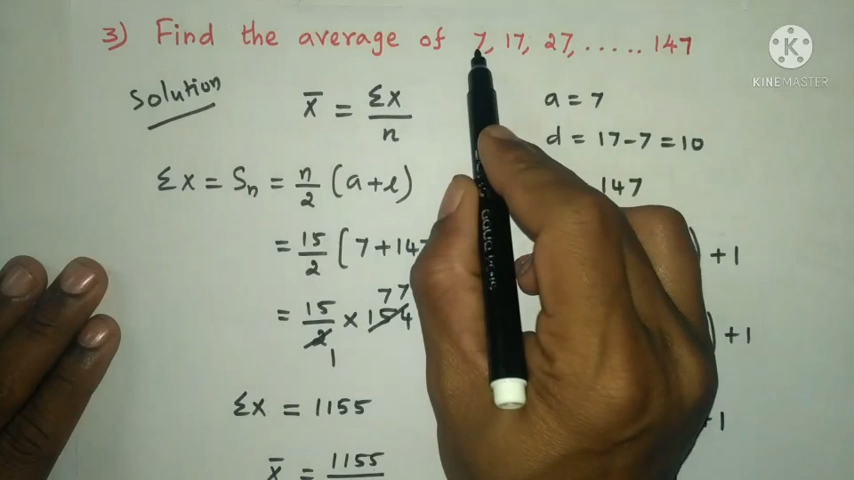 3) Find the average of 7, 17, 27, ..... 147
K
KINEMASTER
Solution
x̄ = Σx / n
a = 7
d = 17-7 = 10
147
Σx = Sn = n/2 (a+l)
= 15/2 (7+147
+1
= 15/2 × 154 77
1
+1
Σx = 1155
+1
x̄ = 1155